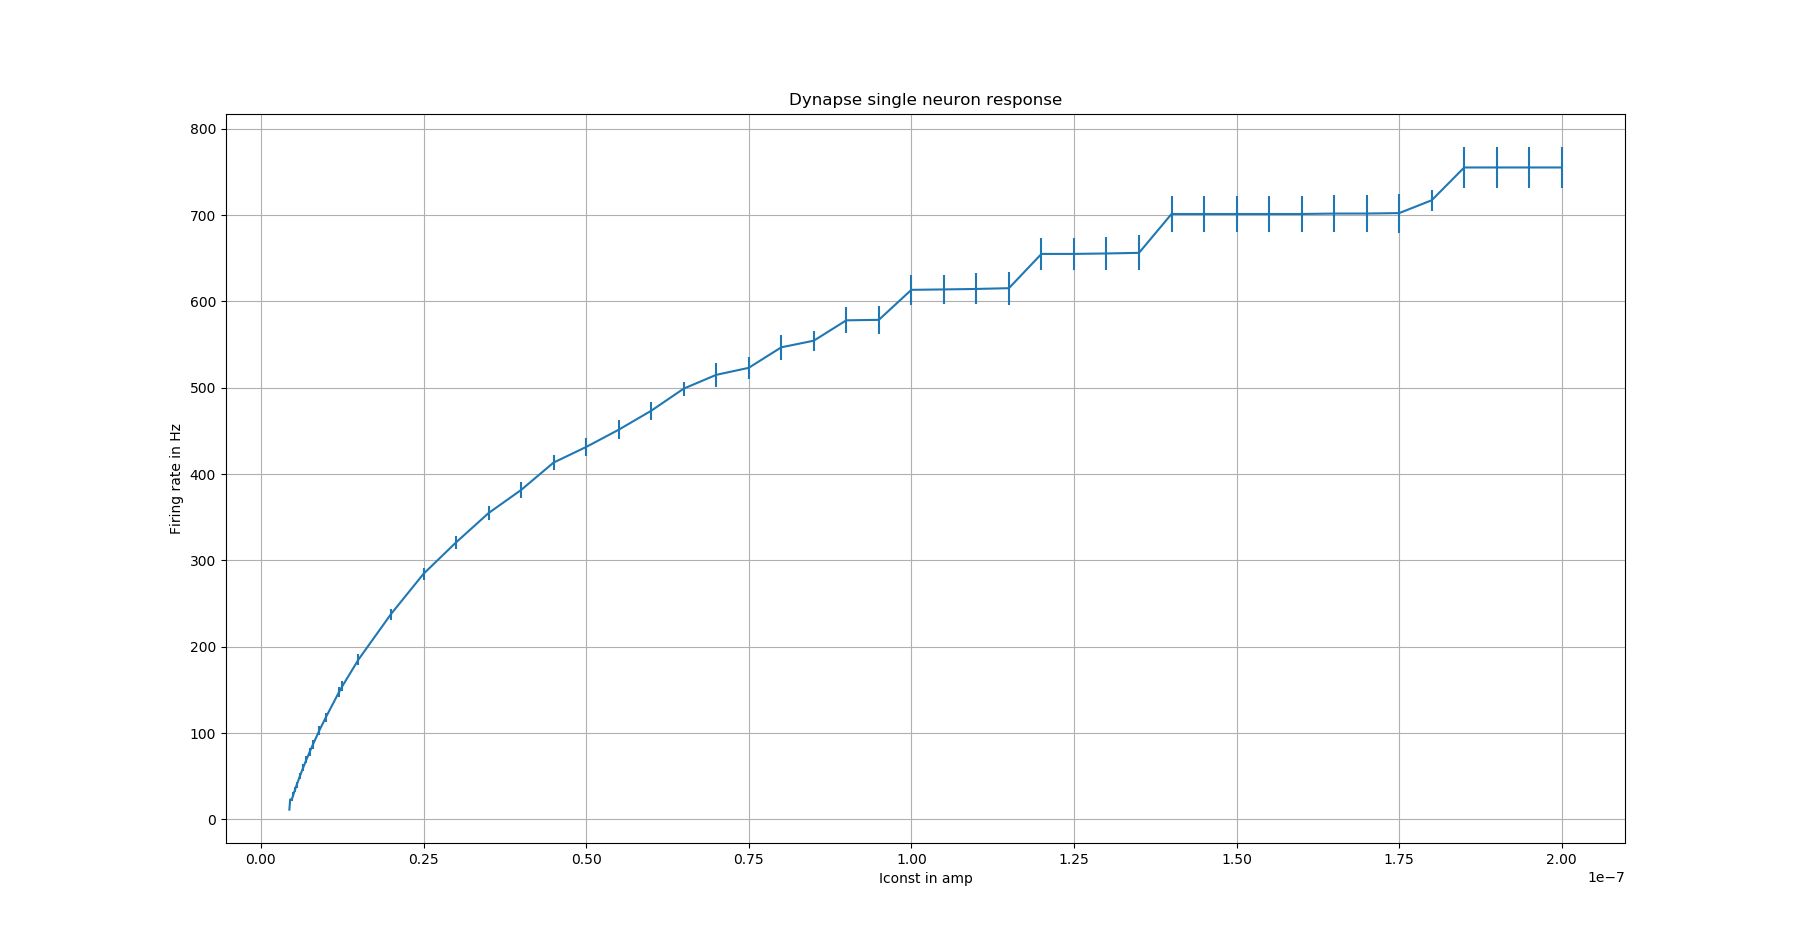 Dynapse single neuron response
800
700
600
500
400
300
200
100
0
Firing rate in Hz
0.00 0.25 0.50 0.75 1.00 1.25 1.50 1.75 2.00
Iconst in amp
1e−7